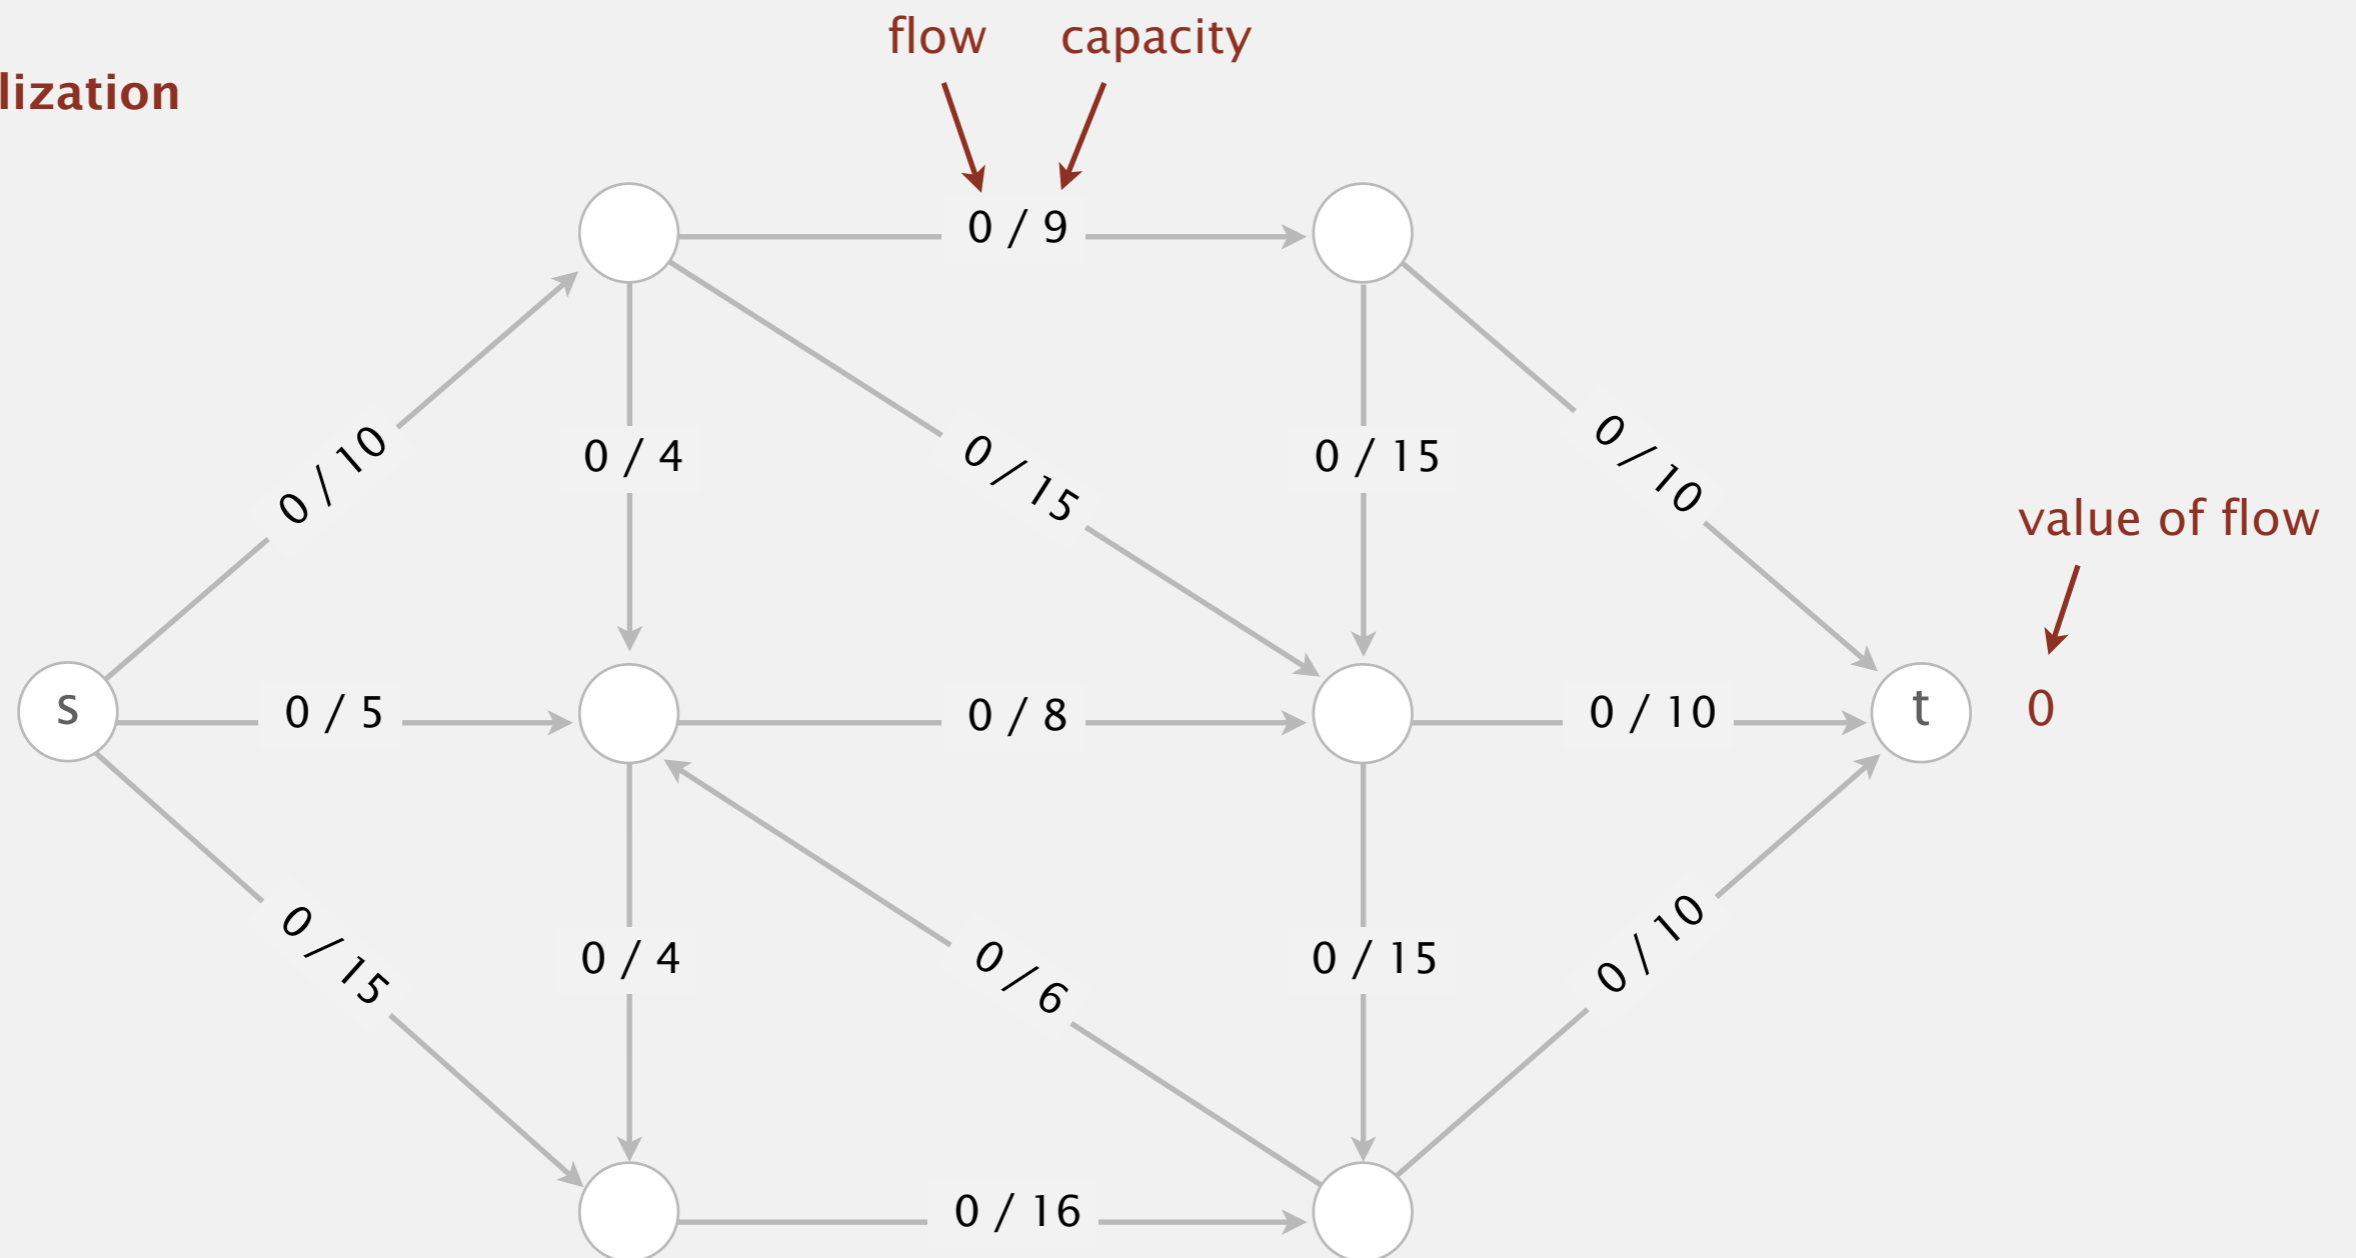 flow capacity
lization
0 / 9
0 / 10
0 / 4
0 / 15
0 / 15
0 / 10
value of flow
s
0 / 5
0 / 8
0 / 10
t
0
0 / 15
0 / 4
0 / 6
0 / 15
0 / 10
0 / 16